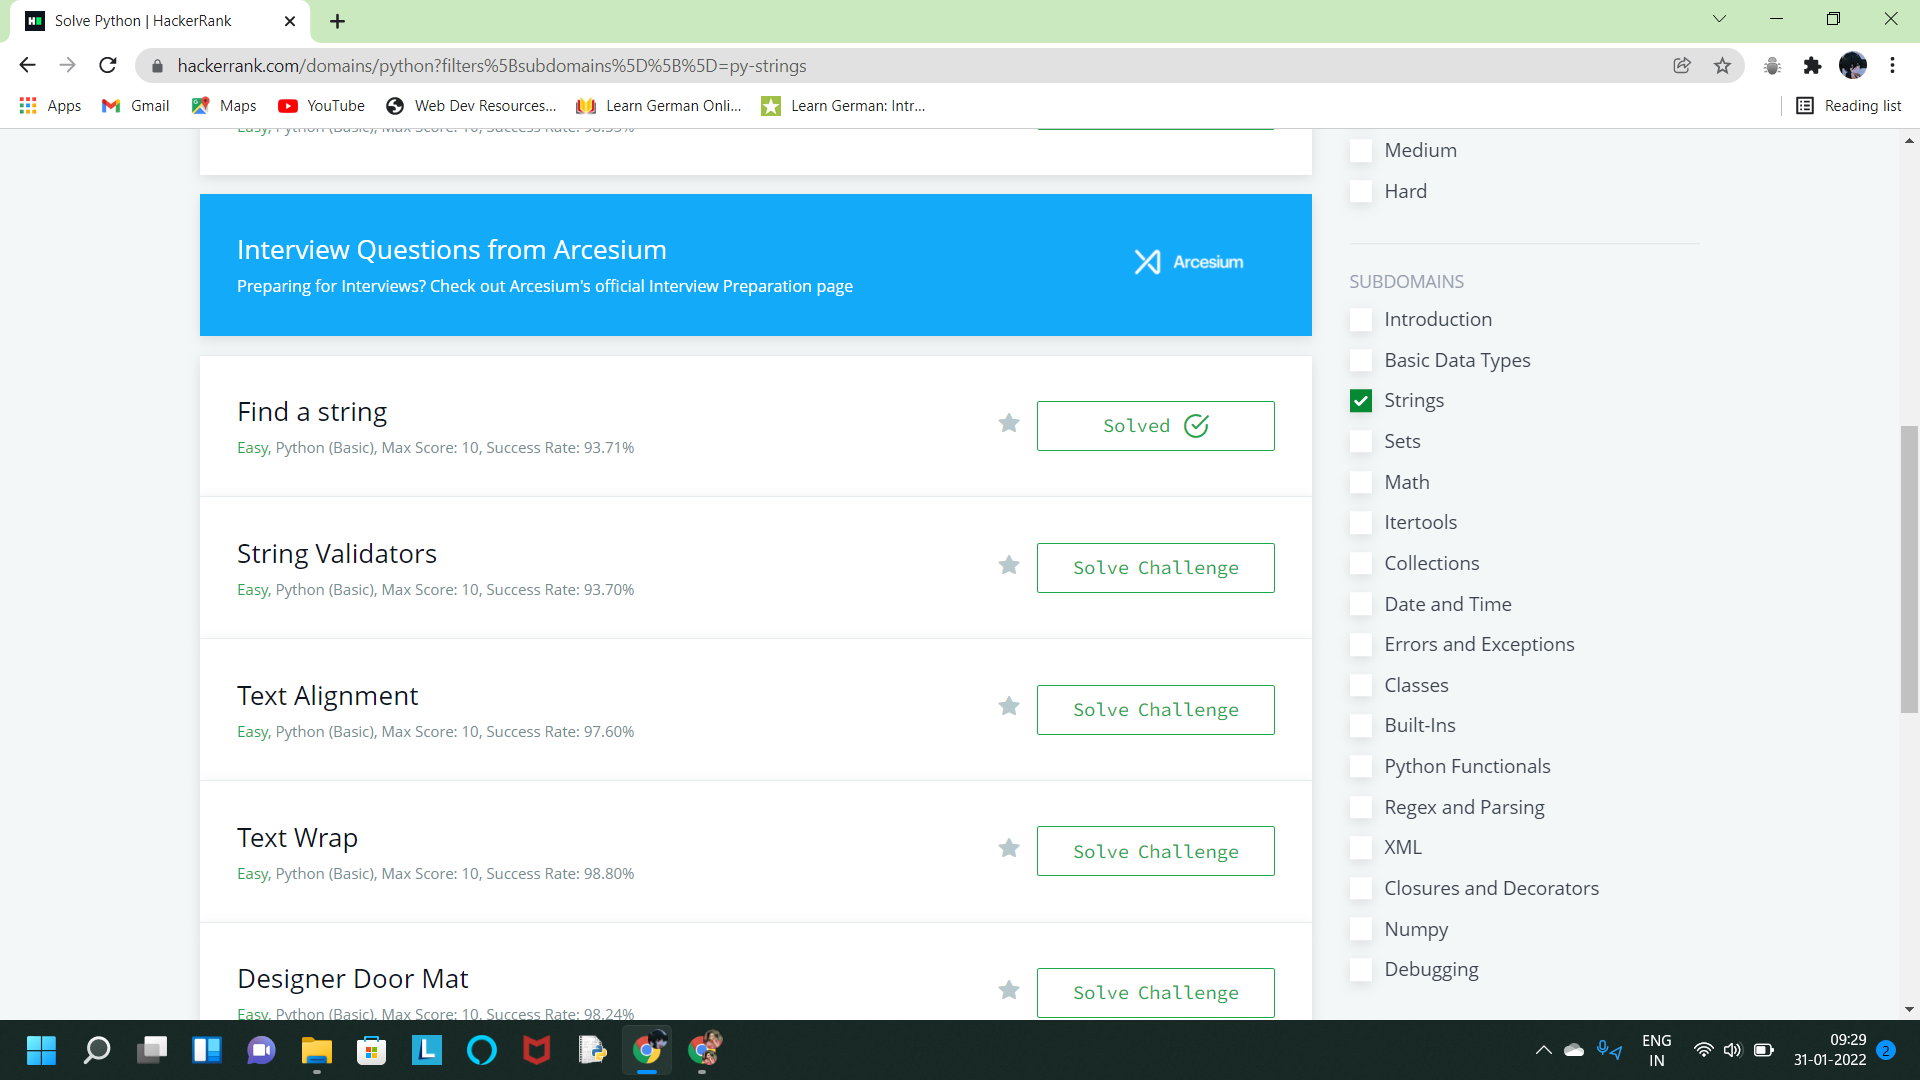 Solve Python | HackerRank
hackerrank.com/domains/python?filters%5Bsubdomains%5D%5B%5D=py-strings
Apps
Gmail
Maps
YouTube
Web Dev Resources...
Learn German Onli...
Learn German: Intr...
Reading list
Easy, Python (Basic), Max Score: 10, Success Rate:
Interview Questions from Arcesium
Preparing for Interviews? Check out Arcesium's official Interview Preparation page
Arcesium
Find a string
Easy, Python (Basic), Max Score: 10, Success Rate: 93.71%
Solved
String Validators
Easy, Python (Basic), Max Score: 10, Success Rate: 93.70%
Solve Challenge
Text Alignment
Easy, Python (Basic), Max Score: 10, Success Rate: 97.60%
Solve Challenge
Text Wrap
Easy, Python (Basic), Max Score: 10, Success Rate: 98.80%
Solve Challenge
Designer Door Mat
Easy, Python (Basic), Max Score: 10, Success Rate: 98.24%
Solve Challenge
Medium
Hard
SUBDOMAINS
Introduction
Basic Data Types
Strings
Sets
Math
Itertools
Collections
Date and Time
Errors and Exceptions
Classes
Built-Ins
Python Functionals
Regex and Parsing
XML
Closures and Decorators
Numpy
Debugging
L
ENG
IN
09:29
31-01-2022
2